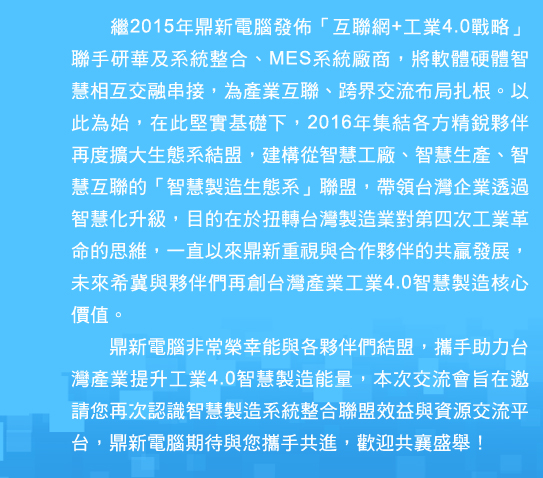 繼2015年鼎新電腦發佈「互聯網+工業4.0戰略」
聯手研華及系統整合、MES系統廠商，將軟體硬體智
慧相互交融串接，為產業互聯、跨界交流布局扎根。以
此為始，在此堅實基礎下，2016年集結各方精銳夥伴
再度擴大生態系結盟，建構從智慧工廠、智慧生產、智
慧互聯的「智慧製造生態系」聯盟，帶領台灣企業透過
智慧化升級，目的在於扭轉台灣製造業對第四次工業革
命的思維，一直以來鼎新重視與合作夥伴的共贏發展，
未來希冀與夥伴們再創台灣產業工業4.0智慧製造核心
價值。
鼎新電腦非常榮幸能與各夥伴們結盟，攜手助力台
灣產業提升工業4.0智慧製造能量，本次交流會旨在邀
請您再次認識智慧製造系統整合聯盟效益與資源交流平
台，鼎新電腦期待與您攜手共進，歡迎共襄盛舉！